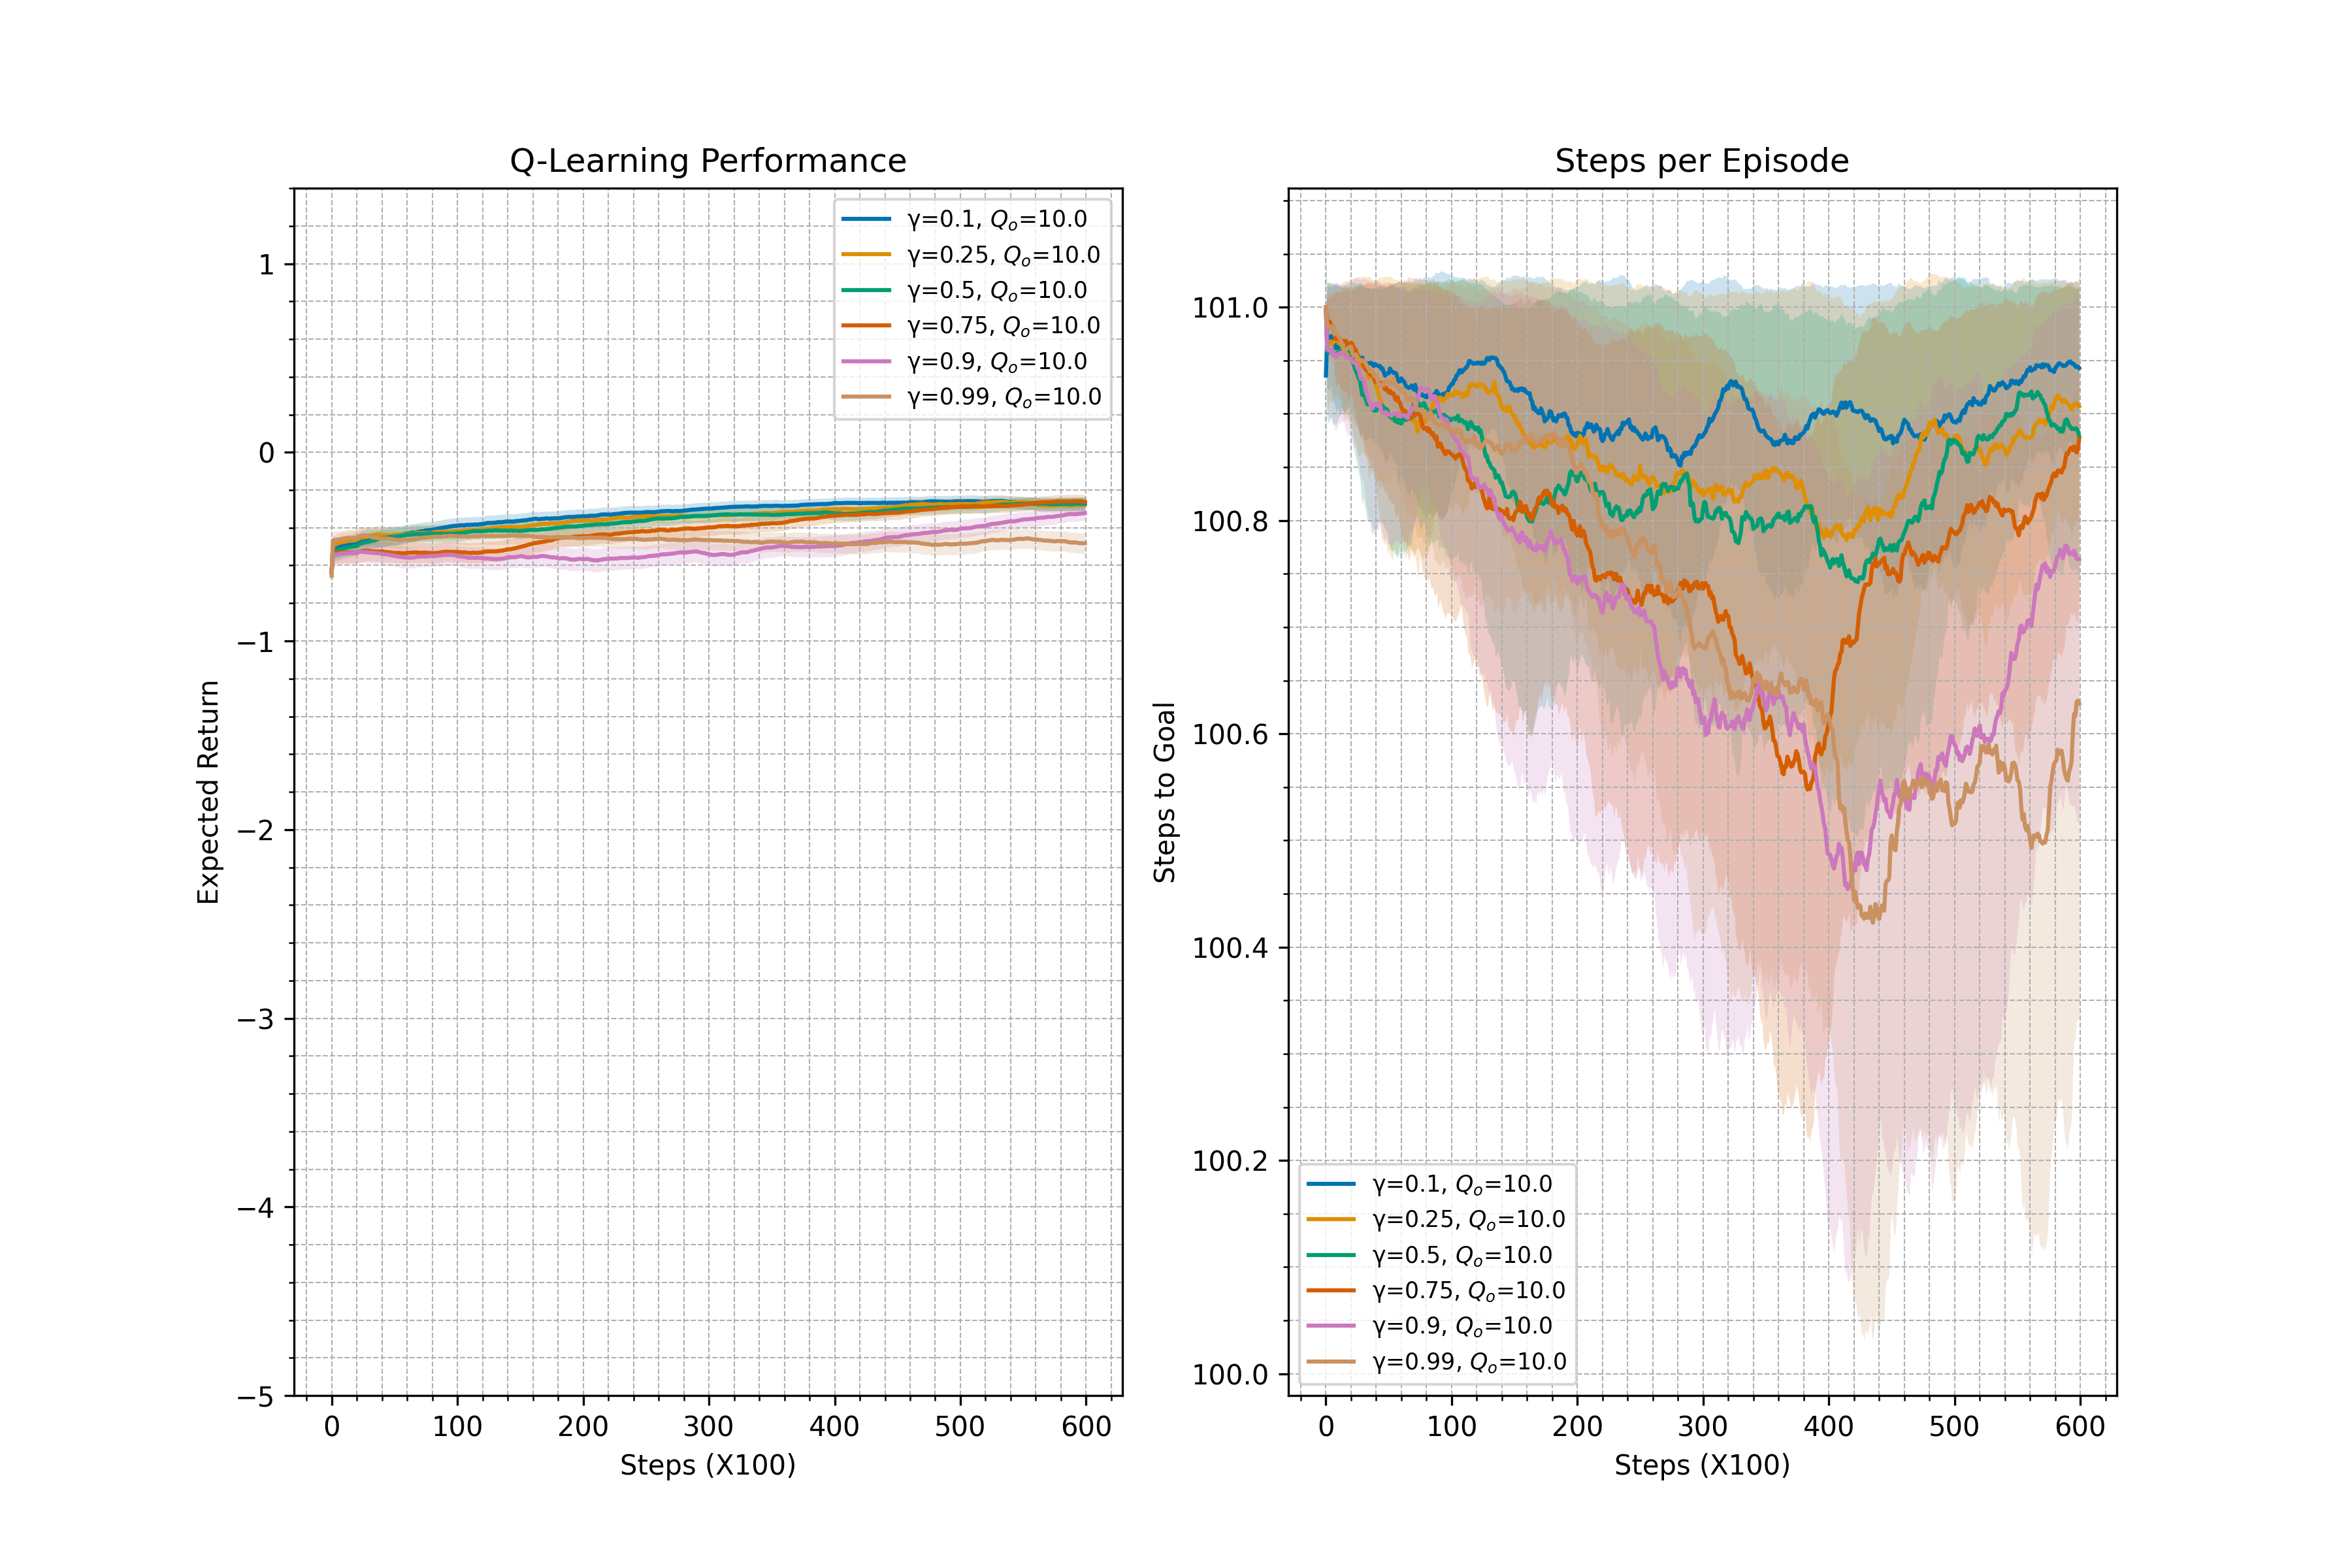 Q-Learning Performance
1
0
−1
−2
−3
−4
−5
0 100 200 300 400 500 600
Expected Return
Steps (X100)
γ=0.1, Qo=10.0
γ=0.25, Qo=10.0
γ=0.5, Qo=10.0
γ=0.75, Qo=10.0
γ=0.9, Qo=10.0
γ=0.99, Qo=10.0
Steps per Episode
101.0
100.8
100.6
100.4
100.2
100.0
0 100 200 300 400 500 600
Steps to Goal
Steps (X100)
γ=0.1, Qo=10.0
γ=0.25, Qo=10.0
γ=0.5, Qo=10.0
γ=0.75, Qo=10.0
γ=0.9, Qo=10.0
γ=0.99, Qo=10.0